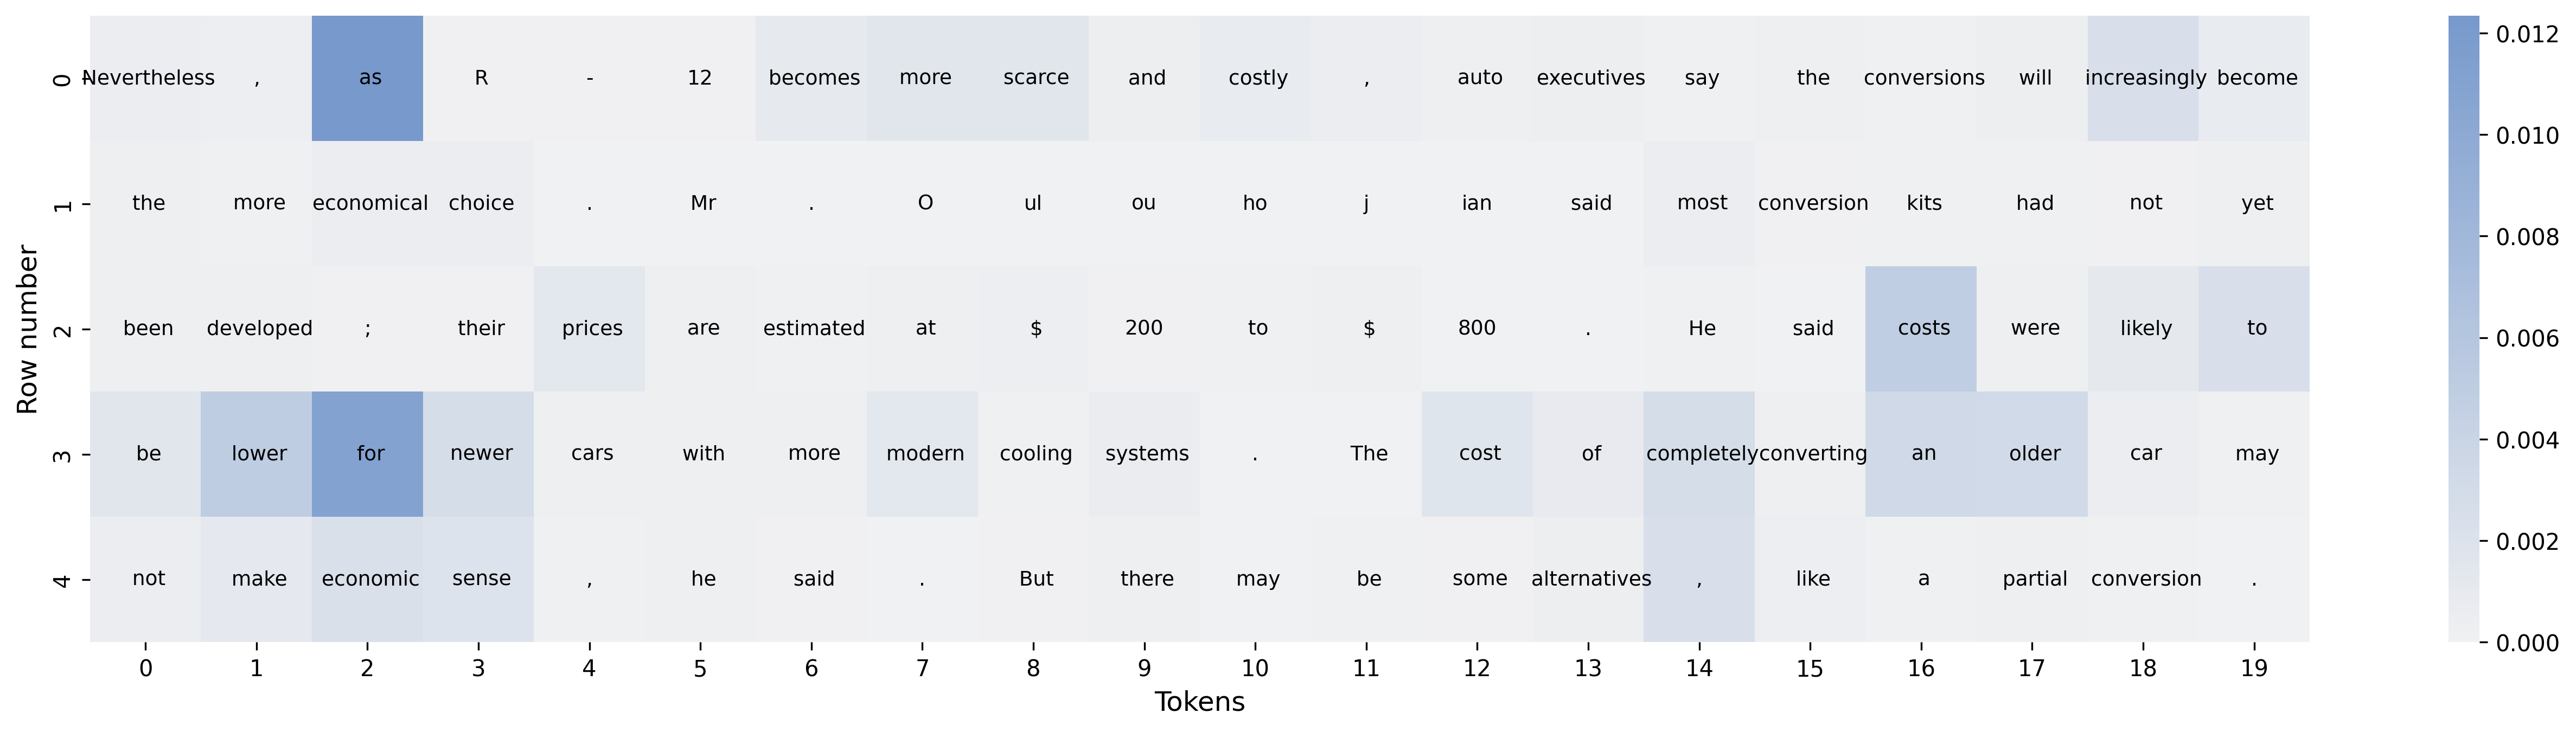 0 Nevertheless , as R - 12 becomes more scarce and costly , auto executives say the conversions will increasingly become
1 the more economical choice . Mr . O ul ou ho j ian said most conversion kits had not yet
2 been developed ; their prices are estimated at $ 200 to $ 800 . He said costs were likely to
3 be lower for newer cars with more modern cooling systems . The cost of completely converting an older car may
4 not make economic sense , he said . But there may be some alternatives , like a partial conversion .
Row number
0 1 2 3 4 5 6 7 8 9 10 11 12 13 14 15 16 17 18 19
Tokens
0.012
0.010
0.008
0.006
0.004
0.002
0.000